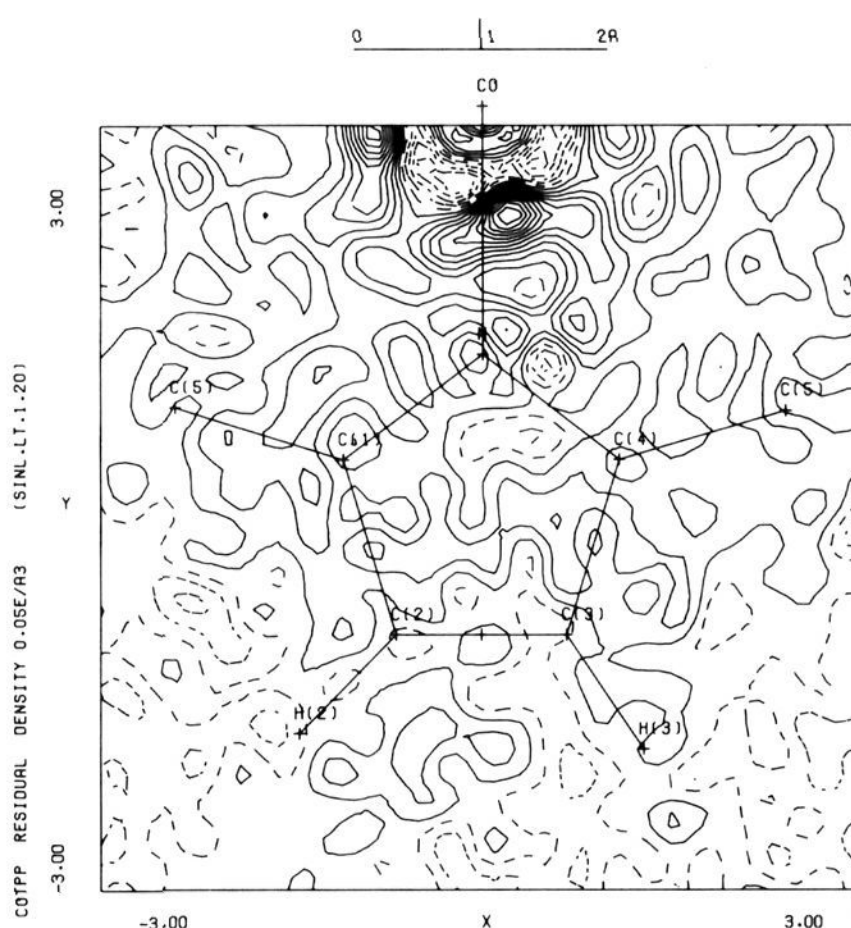 0 1 2A
CO
3.00
C(5)
C(5)
C(1)
C(4)
Y
C(2)
C(3)
H(2)
H(3)
-3.00
-3.00 X 3.00
COTPP RESIDUAL DENSITY 0.05E/A3 (SINL.LT.1.20)